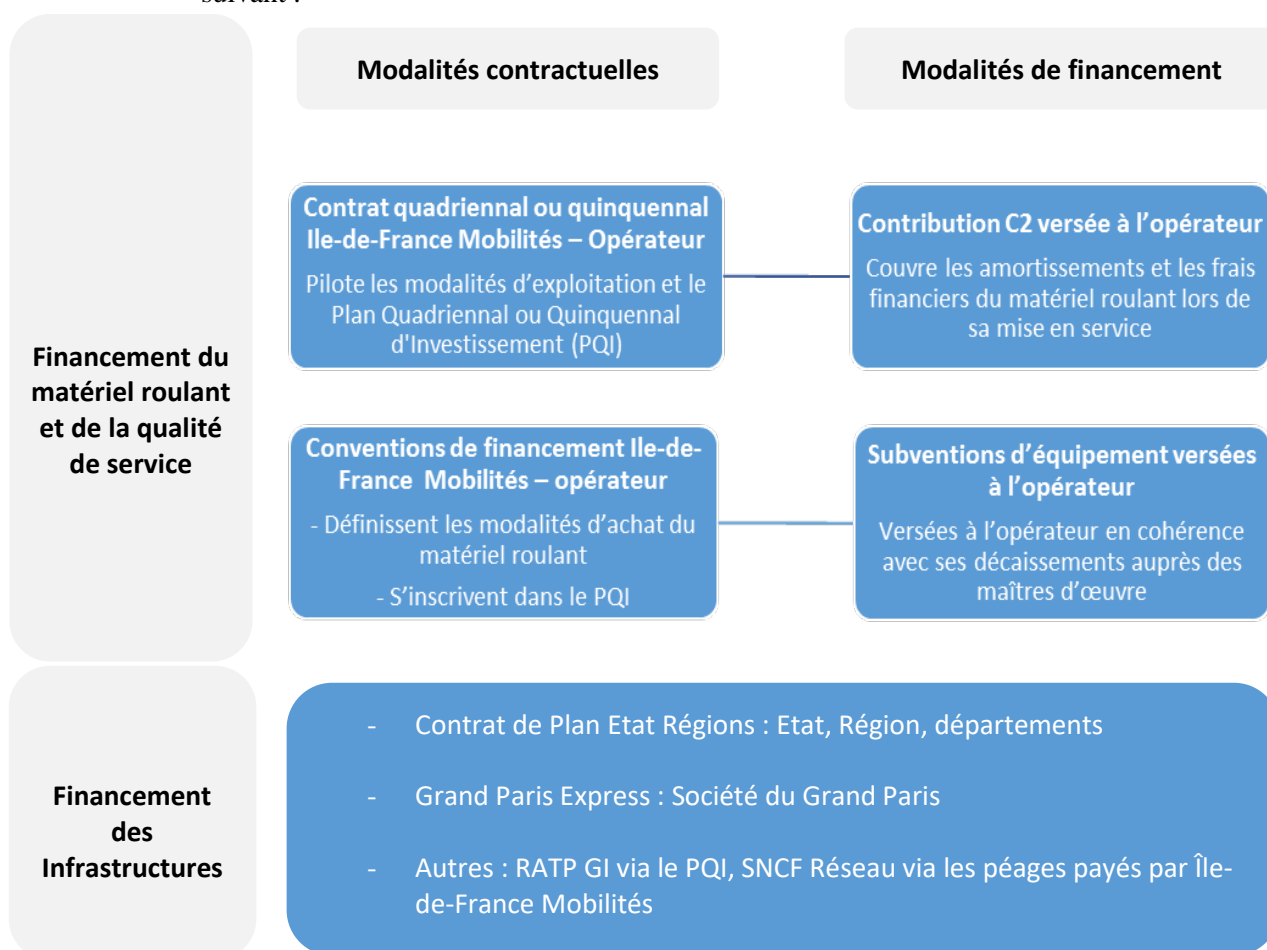 suivant :
Modalités contractuelles
Modalités de financement
Financement du
matériel roulant
et de la qualité
de service
Contrat quadriennal ou quinquennal
Ile-de-France Mobilités – Opérateur
Pilote les modalités d'exploitation et le
Plan Quadriennal ou Quinquennal
d'Investissement (PQI)
Contribution C2 versée à l'opérateur
Couvre les amortissements et les frais
financiers du matériel roulant lors de
sa mise en service
Conventions de financement Ile-de-
France Mobilités – opérateur
- Définissent les modalités d'achat du
matériel roulant
- S'inscrivent dans le PQI
Subventions d'équipement versées
à l'opérateur
Versées à l'opérateur en cohérence
avec ses décaissements auprès des
maîtres d'œuvre
Financement
des
Infrastructures
- Contrat de Plan Etat Régions : Etat, Région, départements
- Grand Paris Express : Société du Grand Paris
- Autres : RATP GI via le PQI, SNCF Réseau via les péages payés par Île-
de-France Mobilités